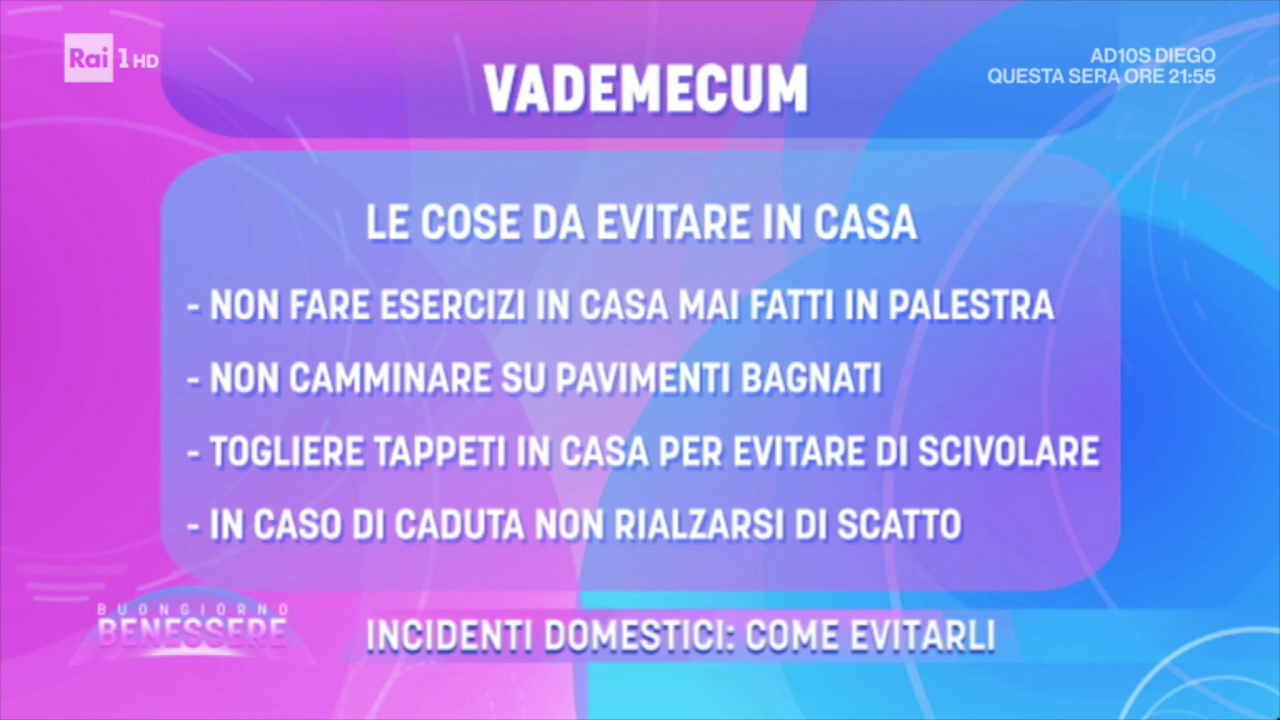 Rai 1 HD
AD10S DIEGO
QUESTA SERA ORE 21:55
VADEMECUM
LE COSE DA EVITARE IN CASA
- NON FARE ESERCIZI IN CASA MAI FATTI IN PALESTRA
- NON CAMMINARE SU PAVIMENTI BAGNATI
- TOGLIERE TAPPETI IN CASA PER EVITARE DI SCIVOLARE
- IN CASO DI CADUTA NON RIALZARSI DI SCATTO
BUONGIORNO
BENESSERE
INCIDENTI DOMESTICI: COME EVITARLI